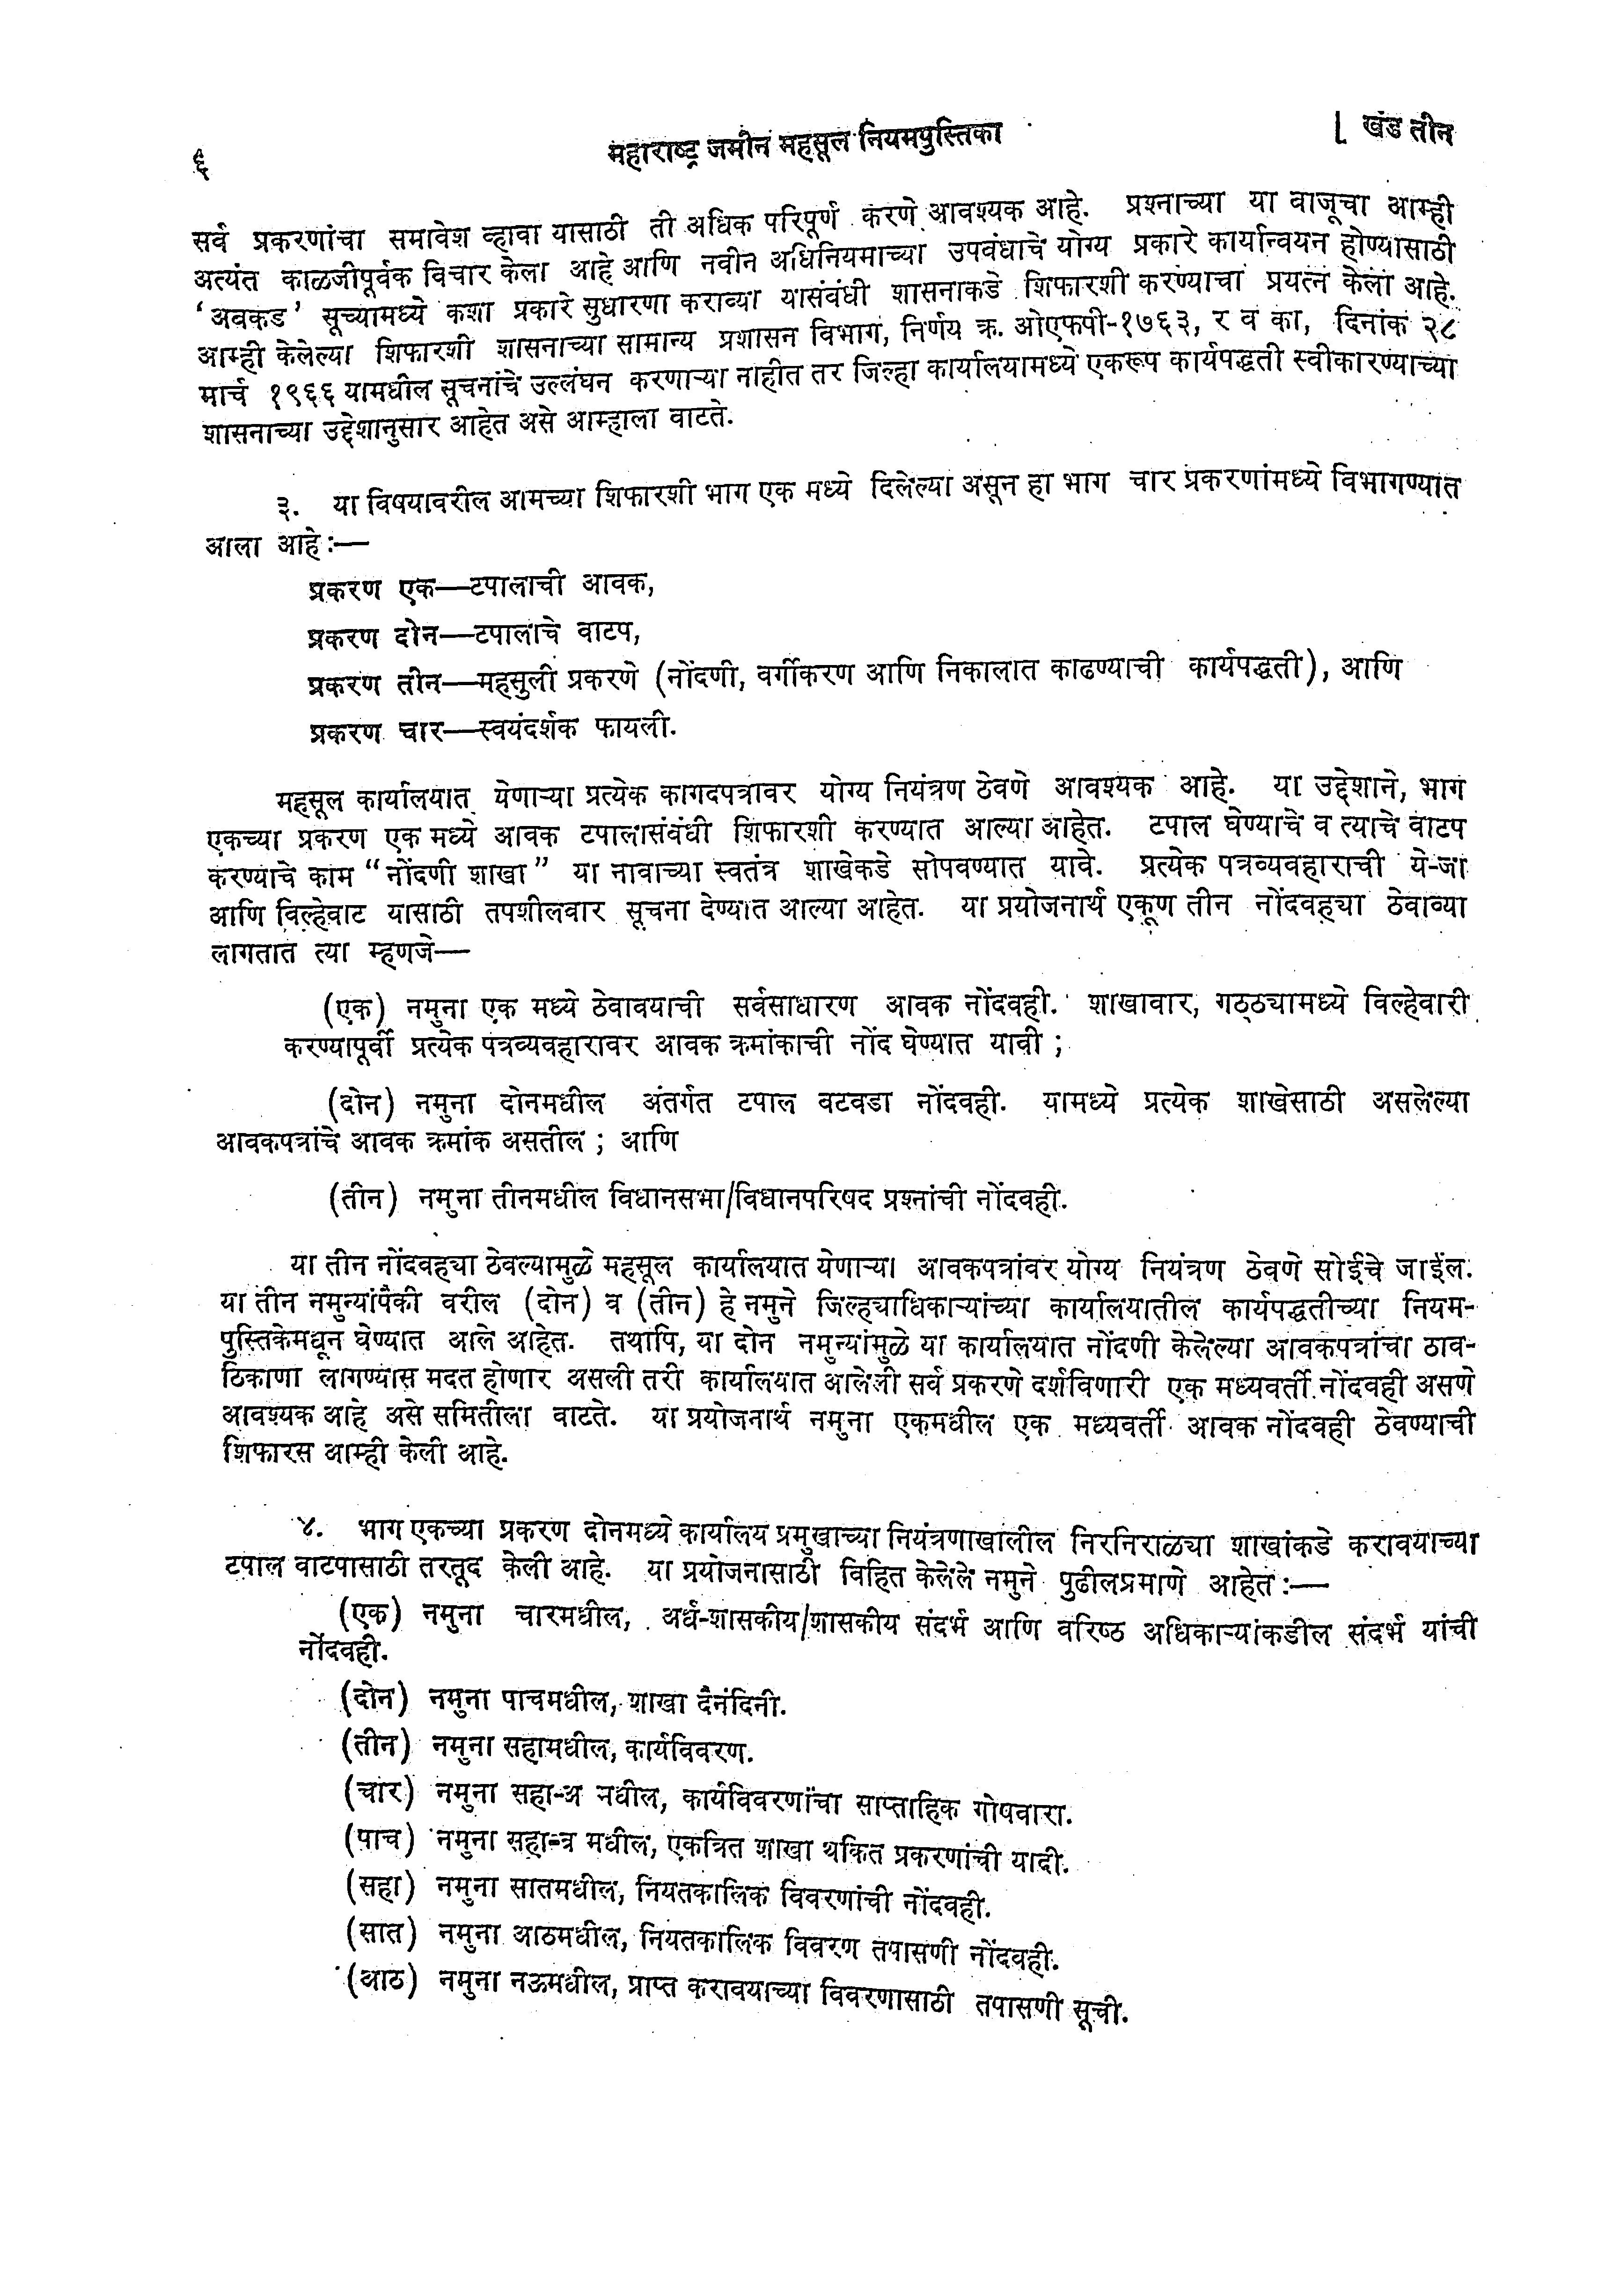 ६
महाराष्ट्र जमीन महसूल नियमपुस्तिका
खंड तीन
सर्व प्रकरणांचा समावेश व्हावा यासाठी ती अधिक परिपूर्ण करणे आवश्यक आहे. प्रश्नाच्या या बाजूचा आम्ही
अत्यंत काळजीपूर्वक विचार केला आहे आणि नवीन अधिनियमाच्या उपबंधाचे योग्य प्रकारे कार्यान्वयन होण्यासाठी
‘अबकड’ सूच्यामध्ये कशा प्रकारे सुधारणा कराव्या यासंबंधी शासनाकडे शिफारशी करण्याचा प्रयत्न केला आहे.
आम्ही केलेल्या शिफारशी शासनाच्या सामान्य प्रशासन विभाग, निर्णय क्र. ओएफपी-१७६३, र व का, दिनांक २८
मार्च १९६६ यामधील सूचनांचे उल्लंघन करणाऱ्या नाहीत तर जिल्हा कार्यालयामध्ये एकरूप कार्यपद्धती स्वीकारण्याच्या
शासनाच्या उद्देशानुसार आहेत असे आम्हाला वाटते.
३. या विषयावरील आमच्या शिफारशी भाग एक मध्ये दिलेल्या असून हा भाग चार प्रकरणांमध्ये विभागण्यात
आला आहे :—
प्रकरण एक—टपालाची आवक,
प्रकरण दोन—टपालाचे वाटप,
प्रकरण तीन—महसुली प्रकरणे (नोंदणी, वर्गीकरण आणि निकालात काढण्याची कार्यपद्धती), आणि
प्रकरण चार—स्वयंदर्शक फायली.
महसूल कार्यालयात येणाऱ्या प्रत्येक कागदपत्रावर योग्य नियंत्रण ठेवणे आवश्यक आहे. या उद्देशाने, भाग
एकच्या प्रकरण एक मध्ये आवक टपालासंबंधी शिफारशी करण्यात आल्या आहेत. टपाल घेण्याचे व त्याचे वाटप
करण्याचे काम “नोंदणी शाखा” या नावाच्या स्वतंत्र शाखेकडे सोपवण्यात यावे. प्रत्येक पत्रव्यवहाराची ये-जा
आणि विल्हेवाट यासाठी तपशीलवार सूचना देण्यात आल्या आहेत. या प्रयोजनार्थ एकूण तीन नोंदवह्या ठेवाव्या
लागतात त्या म्हणजे—
(एक) नमुना एक मध्ये ठेवावयाची सर्वसाधारण आवक नोंदवही. शाखावार, गठ्ठ्यामध्ये विल्हेवारी
करण्यापूर्वी प्रत्येक पत्रव्यवहारावर आवक क्रमांकाची नोंद घेण्यात यावी ;
(दोन) नमुना दोनमधील अंतर्गत टपाल बटवडा नोंदवही. यामध्ये प्रत्येक शाखेसाठी असलेल्या
आवकपत्रांचे आवक क्रमांक असतील ; आणि
(तीन) नमुना तीनमधील विधानसभा/विधानपरिषद प्रश्नांची नोंदवही.
या तीन नोंदवह्या ठेवल्यामुळे महसूल कार्यालयात येणाऱ्या आवकपत्रांवर योग्य नियंत्रण ठेवणे सोईचे जाईल.
या तीन नमुन्यांपैकी वरील (दोन) व (तीन) हे नमुने जिल्ह्याधिकाऱ्यांच्या कार्यालयातील कार्यपद्धतीच्या नियम-
पुस्तिकेमधून घेण्यात आले आहेत. तथापि, या दोन नमुन्यांमुळे या कार्यालयात नोंदणी केलेल्या आवकपत्रांचा ठाव-
ठिकाणा लागण्यास मदत होणार असली तरी कार्यालयात आलेली सर्व प्रकरणे दर्शविणारी एक मध्यवर्ती नोंदवही असणे
आवश्यक आहे असे समितीला वाटते. या प्रयोजनार्थ नमुना एकमधील एक मध्यवर्ती आवक नोंदवही ठेवण्याची
शिफारस आम्ही केली आहे.
४. भाग एकच्या प्रकरण दोनमध्ये कार्यालय प्रमुखाच्या नियंत्रणाखालील निरनिराळ्या शाखांकडे करावयाच्या
टपाल वाटपासाठी तरतूद केली आहे. या प्रयोजनासाठी विहित केलेले नमुने पुढीलप्रमाणे आहेत :—
(एक) नमुना चारमधील, अर्ध-शासकीय/शासकीय संदर्भ आणि वरिष्ठ अधिकाऱ्यांकडील संदर्भ यांची
नोंदवही.
(दोन) नमुना पाचमधील, शाखा दैनंदिनी.
(तीन) नमुना सहामधील, कार्यविवरण.
(चार) नमुना सहा-अ मधील, कार्यविवरणांचा साप्ताहिक गोषवारा.
(पाच) नमुना सहा-ब मधील, एकत्रित शाखा थकित प्रकरणांची यादी.
(सहा) नमुना सातमधील, नियतकालिक विवरणांची नोंदवही.
(सात) नमुना आठमधील, नियतकालिक विवरण तपासणी नोंदवही.
(आठ) नमुना नऊमधील, प्राप्त करावयाच्या विवरणासाठी तपासणी सूची.